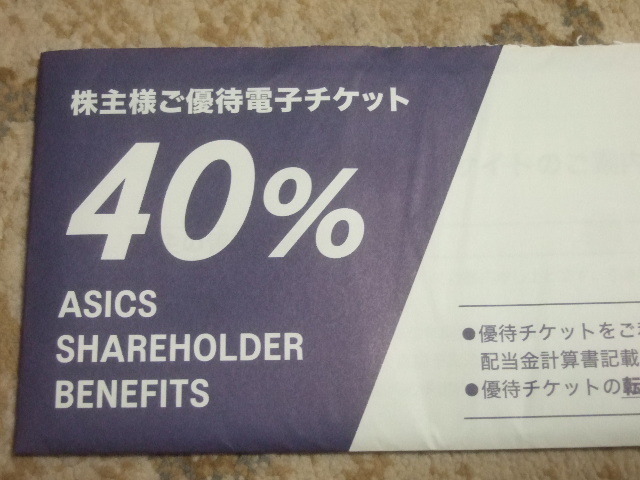 株主様ご優待電子チケット
40%
ASICS
SHAREHOLDER
BENEFITS
●優待チケットをご
配当金計算書記載
●優待チケットの転